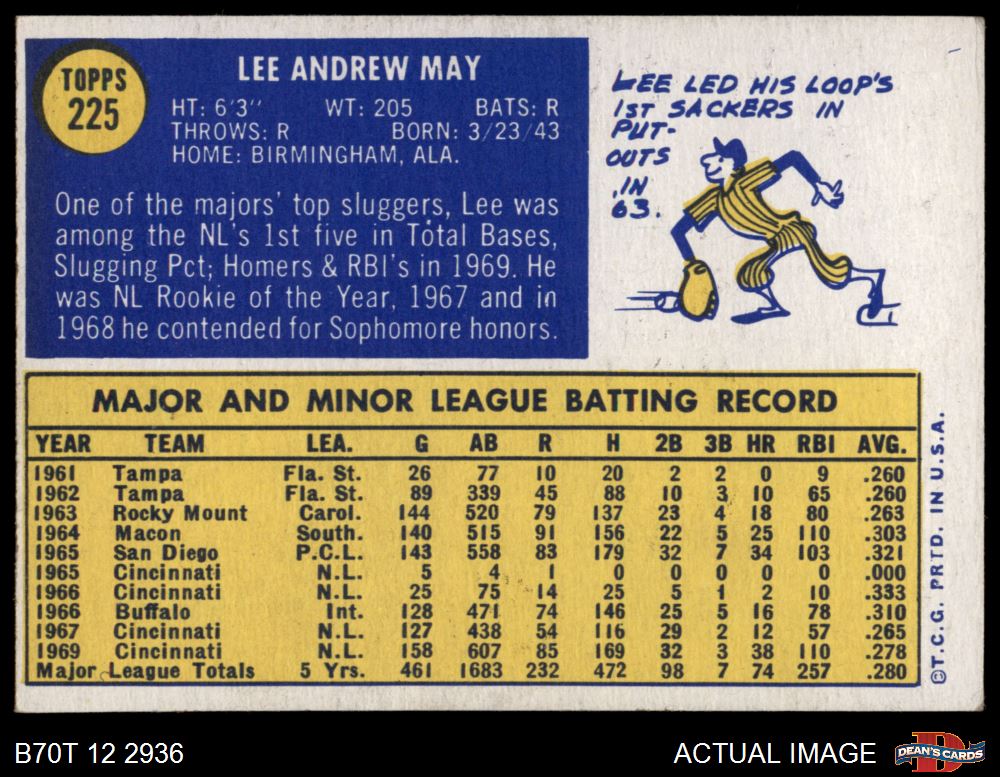 TOPPS
225
LEE ANDREW MAY
HT: 6'3" WT: 205 BATS: R
THROWS: R BORN: 3/23/43
HOME: BIRMINGHAM, ALA.
One of the majors' top sluggers, Lee was
among the NL's 1st five in Total Bases,
Slugging Pct; Homers & RBI's in 1969. He
was NL Rookie of the Year, 1967 and in
1968 he contended for Sophomore honors.
LEE LED HIS LOOP'S
1ST SACKERS IN
PUT-
OUTS
IN
63.
MAJOR AND MINOR LEAGUE BATTING RECORD
YEAR TEAM LEA. G AB R H 2B 3B HR RBI AVG.
1961 Tampa Fla. St. 26 77 10 20 2 2 0 9 .260
1962 Tampa Fla. St. 89 339 45 88 10 3 10 65 .260
1963 Rocky Mount Carol. 144 520 79 137 23 4 18 80 .263
1964 Macon South. 140 515 91 156 22 5 25 110 .303
1965 San Diego P.C.L. 143 558 83 179 32 7 34 103 .321
1965 Cincinnati N.L. 5 4 1 0 0 0 0 0 .000
1966 Cincinnati N.L. 25 75 14 25 5 1 2 10 .333
1966 Buffalo Int. 128 471 74 146 25 5 16 78 .310
1967 Cincinnati N.L. 127 438 54 116 29 2 12 57 .265
1969 Cincinnati N.L. 158 607 85 169 32 3 38 110 .278
Major League Totals 5 Yrs. 461 1683 232 472 98 7 74 257 .280
©T.C.G. PRTD. IN U.S.A.
B70T 12 2936
ACTUAL IMAGE
DEAN'S CARDS